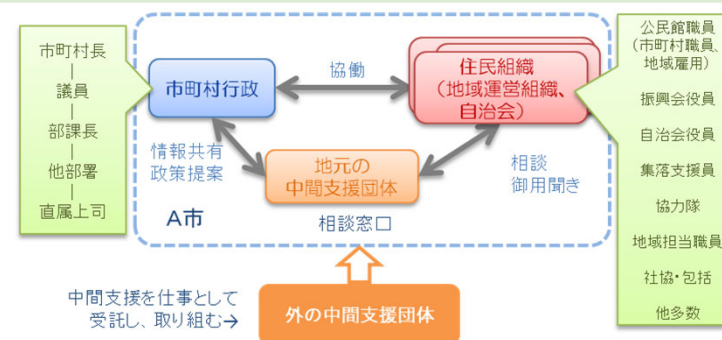 市町村長
議員
部課長
他部署
直属上司
市町村行政
協働
住民組織
（地域運営組織、
自治会）
情報共有
政策提案
地元の
中間支援団体
相談
御用聞き
A市
相談窓口
中間支援を仕事として
受託し、取り組む→
外の中間支援団体
公民館職員
（市町村職員、
地域雇用）
振興会役員
自治会役員
集落支援員
協力隊
地域担当職員
社協・包括
他多数